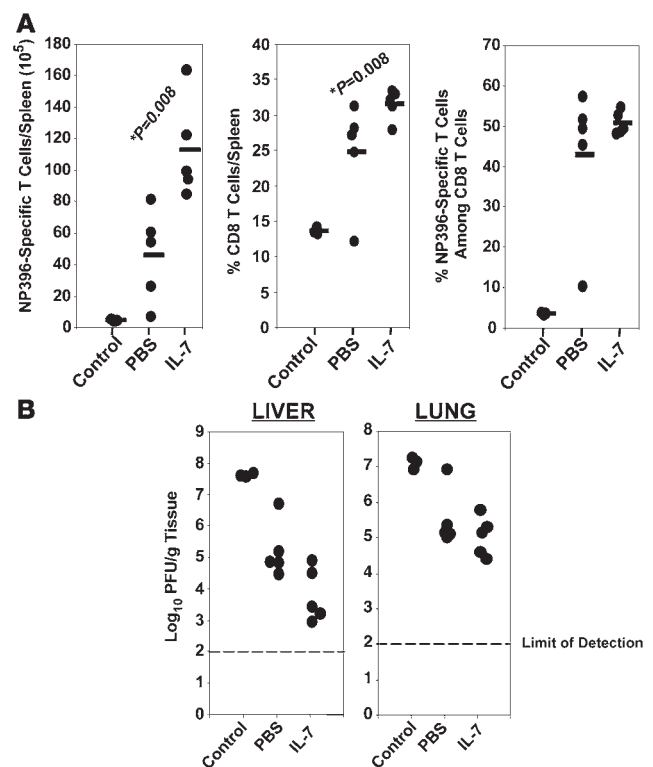 A
NP396-Specific T Cells/Spleen (10⁵)
180
160
140
120
100
80
60
40
20
0
*P=0.008
Control
PBS
IL-7
% CD8 T Cells/Spleen
40
35
30
25
20
15
10
5
0
*P=0.008
Control
PBS
IL-7
% NP396-Specific T Cells
Among CD8 T Cells
70
60
50
40
30
20
10
0
Control
PBS
IL-7
B
LIVER
Log₁₀ PFU/g Tissue
9
8
7
6
5
4
3
2
1
0
Control
PBS
IL-7
LUNG
8
7
6
5
4
3
2
1
0
Control
PBS
IL-7
Limit of Detection